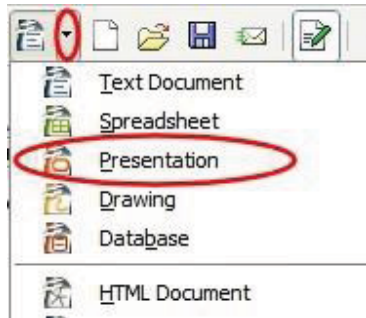 Text Document
Spreadsheet
Presentation
Drawing
Database
HTML Document